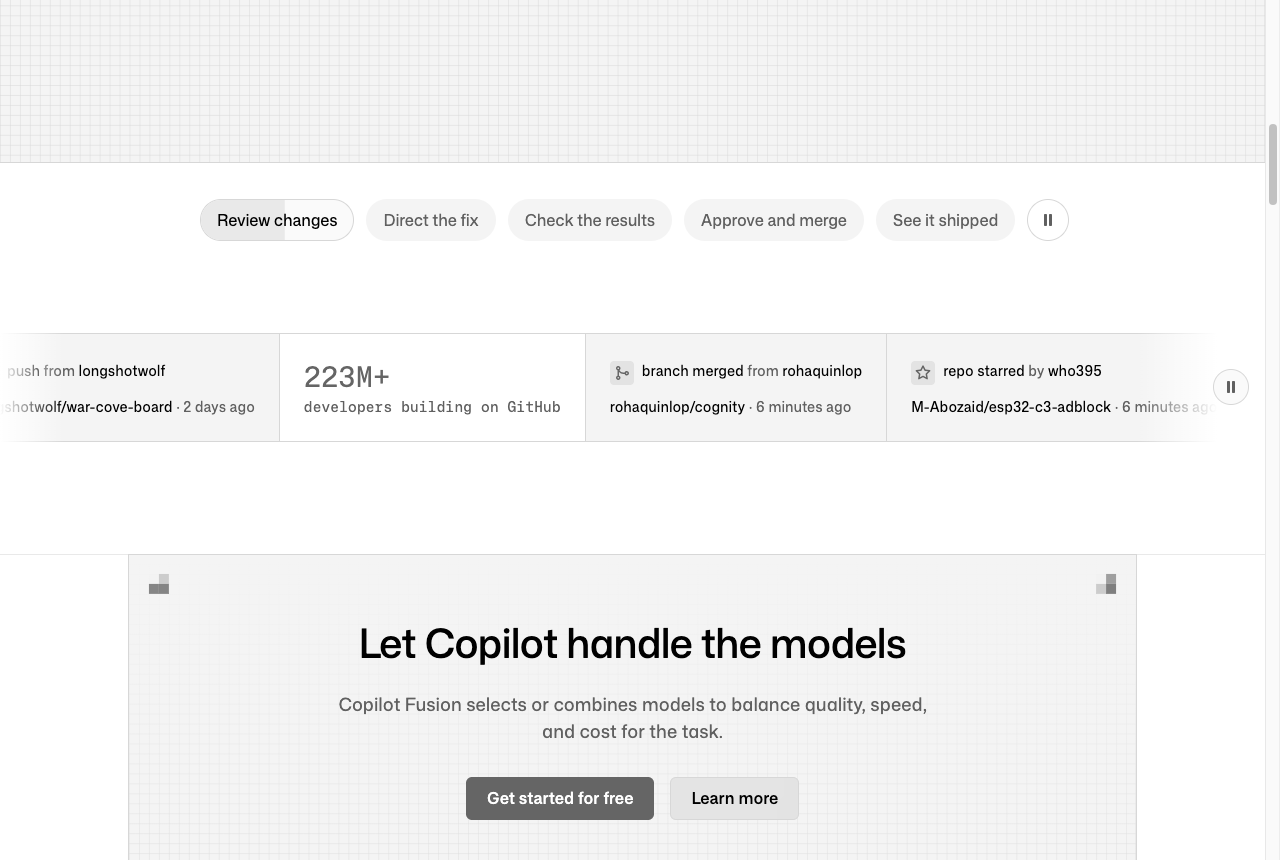 Review changes
Direct the fix
Check the results
Approve and merge
See it shipped
push from longshotwolf
shotwolf/war-cove-board · 2 days ago
223M+
developers building on GitHub
branch merged from rohaquinlop
rohaquinlop/cognity · 6 minutes ago
repo starred by who395
M-Abozaid/esp32-c3-adblock · 6 minutes ago
Let Copilot handle the models
Copilot Fusion selects or combines models to balance quality, speed,
and cost for the task.
Get started for free
Learn more